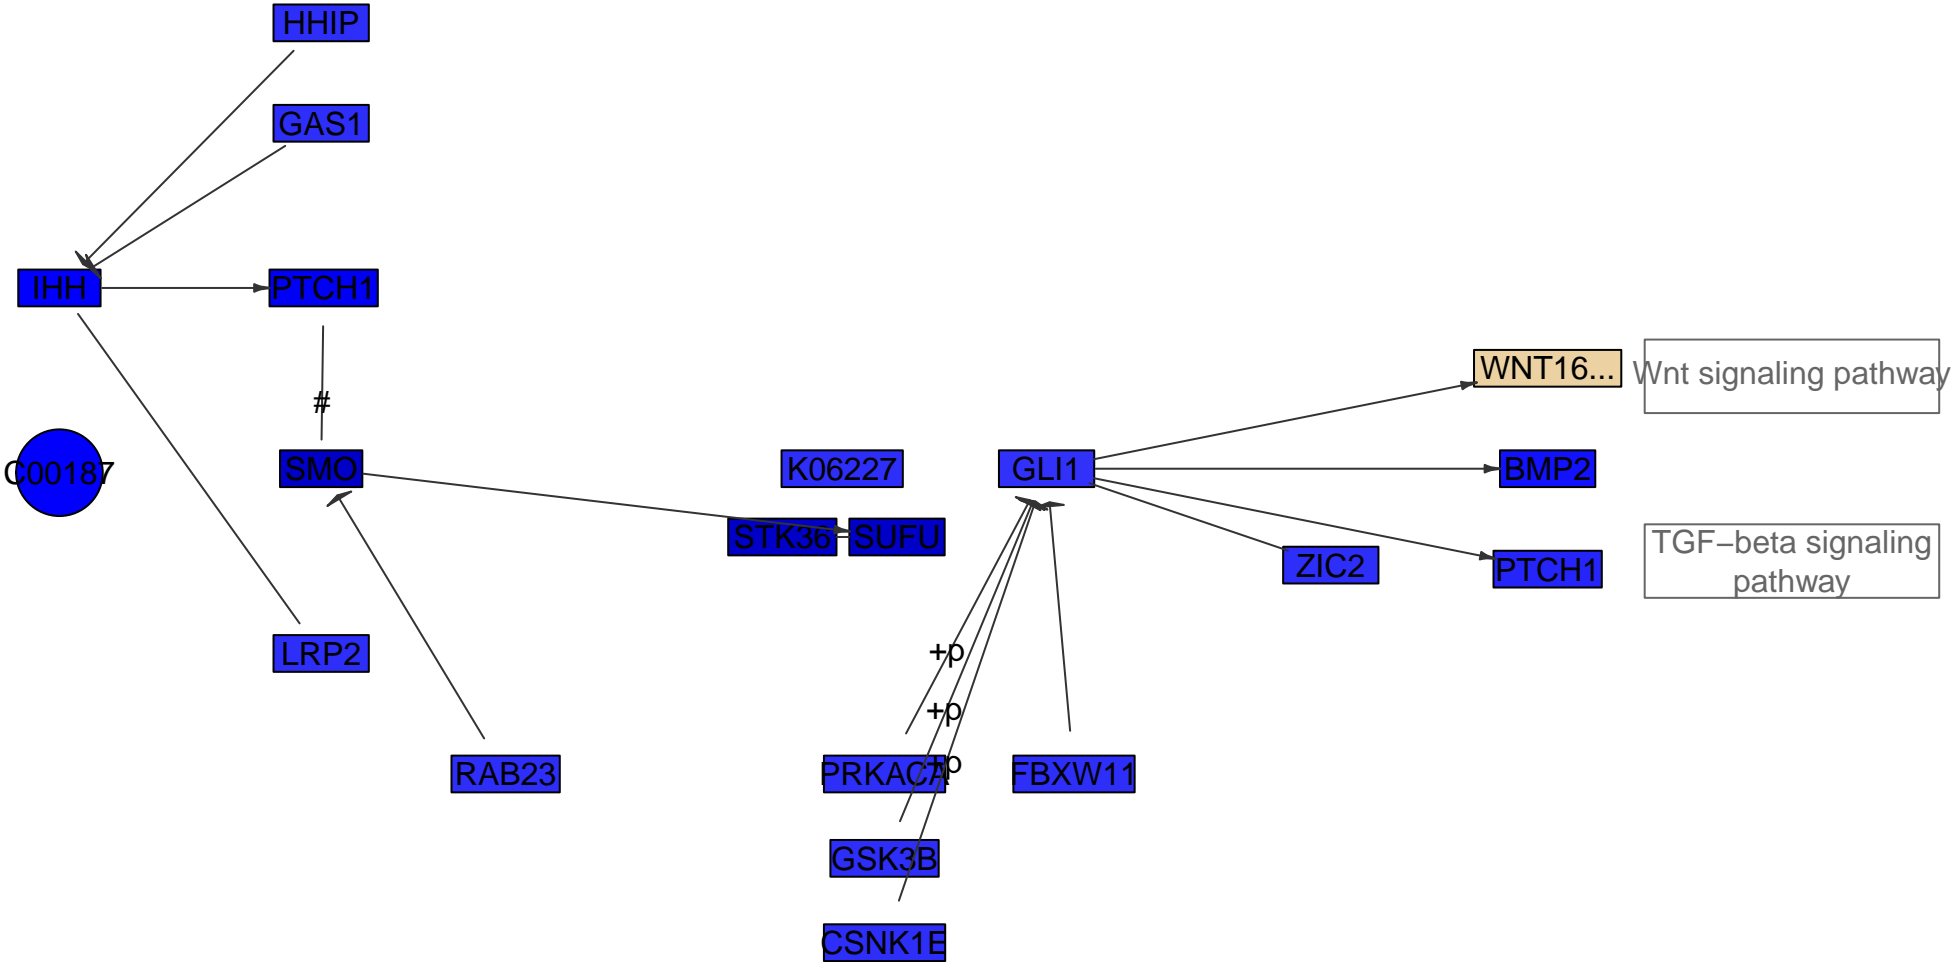 HHIP
GAS1
IHH
PTCH1
WNT16...
Wnt signaling pathway
#
C00187
SMO
K06227
GLI1
BMP2
STK36
SUFU
ZIC2
PTCH1
TGF−beta signaling
pathway
LRP2
+p
+p
+p
RAB23
PRKACA
FBXW11
GSK3B
CSNK1E